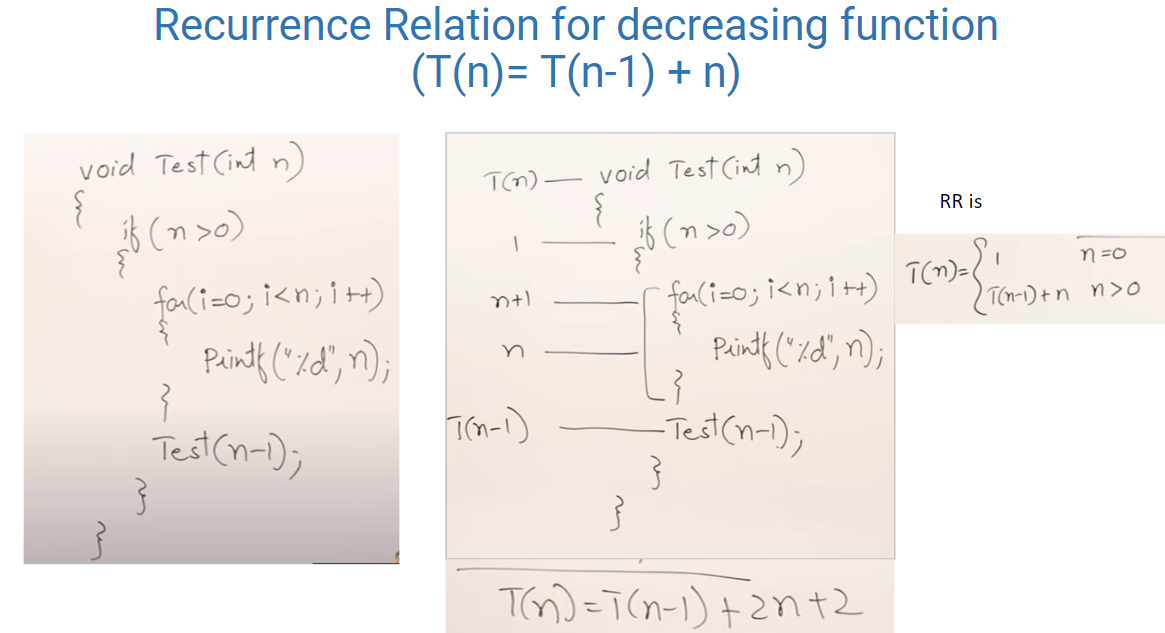 Recurrence Relation for decreasing function
(T(n)= T(n-1) + n)
void Test(int n)
{
if (n>0)
{
for(i=0; i<n; i++)
{
Printf("%d", n);
}
Test(n-1);
}
}
T(n) — void Test(int n)
{
1 — if (n>0)
{
n+1 — for(i=0; i<n; i++)
{
n — Printf("%d", n);
}
T(n-1) — Test(n-1);
}
}
T(n)=T(n-1)+2n+2
RR is
T(n)={ 1 n=0
T(n-1)+n n>0